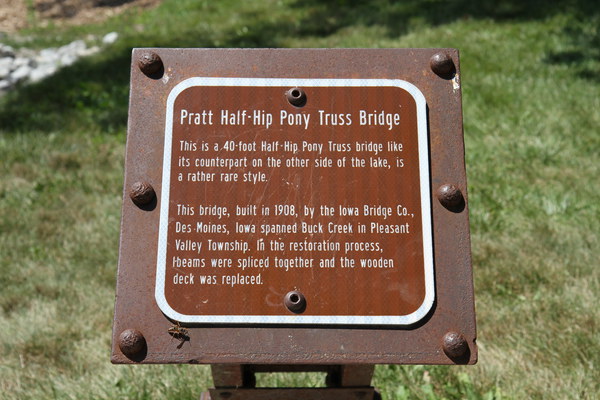 Pratt Half-Hip Pony Truss Bridge
This is a 40-foot Half-Hip Pony Truss bridge like
its counterpart on the other side of the lake, is
a rather rare style.
This bridge, built in 1908, by the Iowa Bridge Co.,
Des Moines, Iowa spanned Buck Creek in Pleasant
Valley Township. In the restoration process,
Ibeams were spliced together and the wooden
deck was replaced.